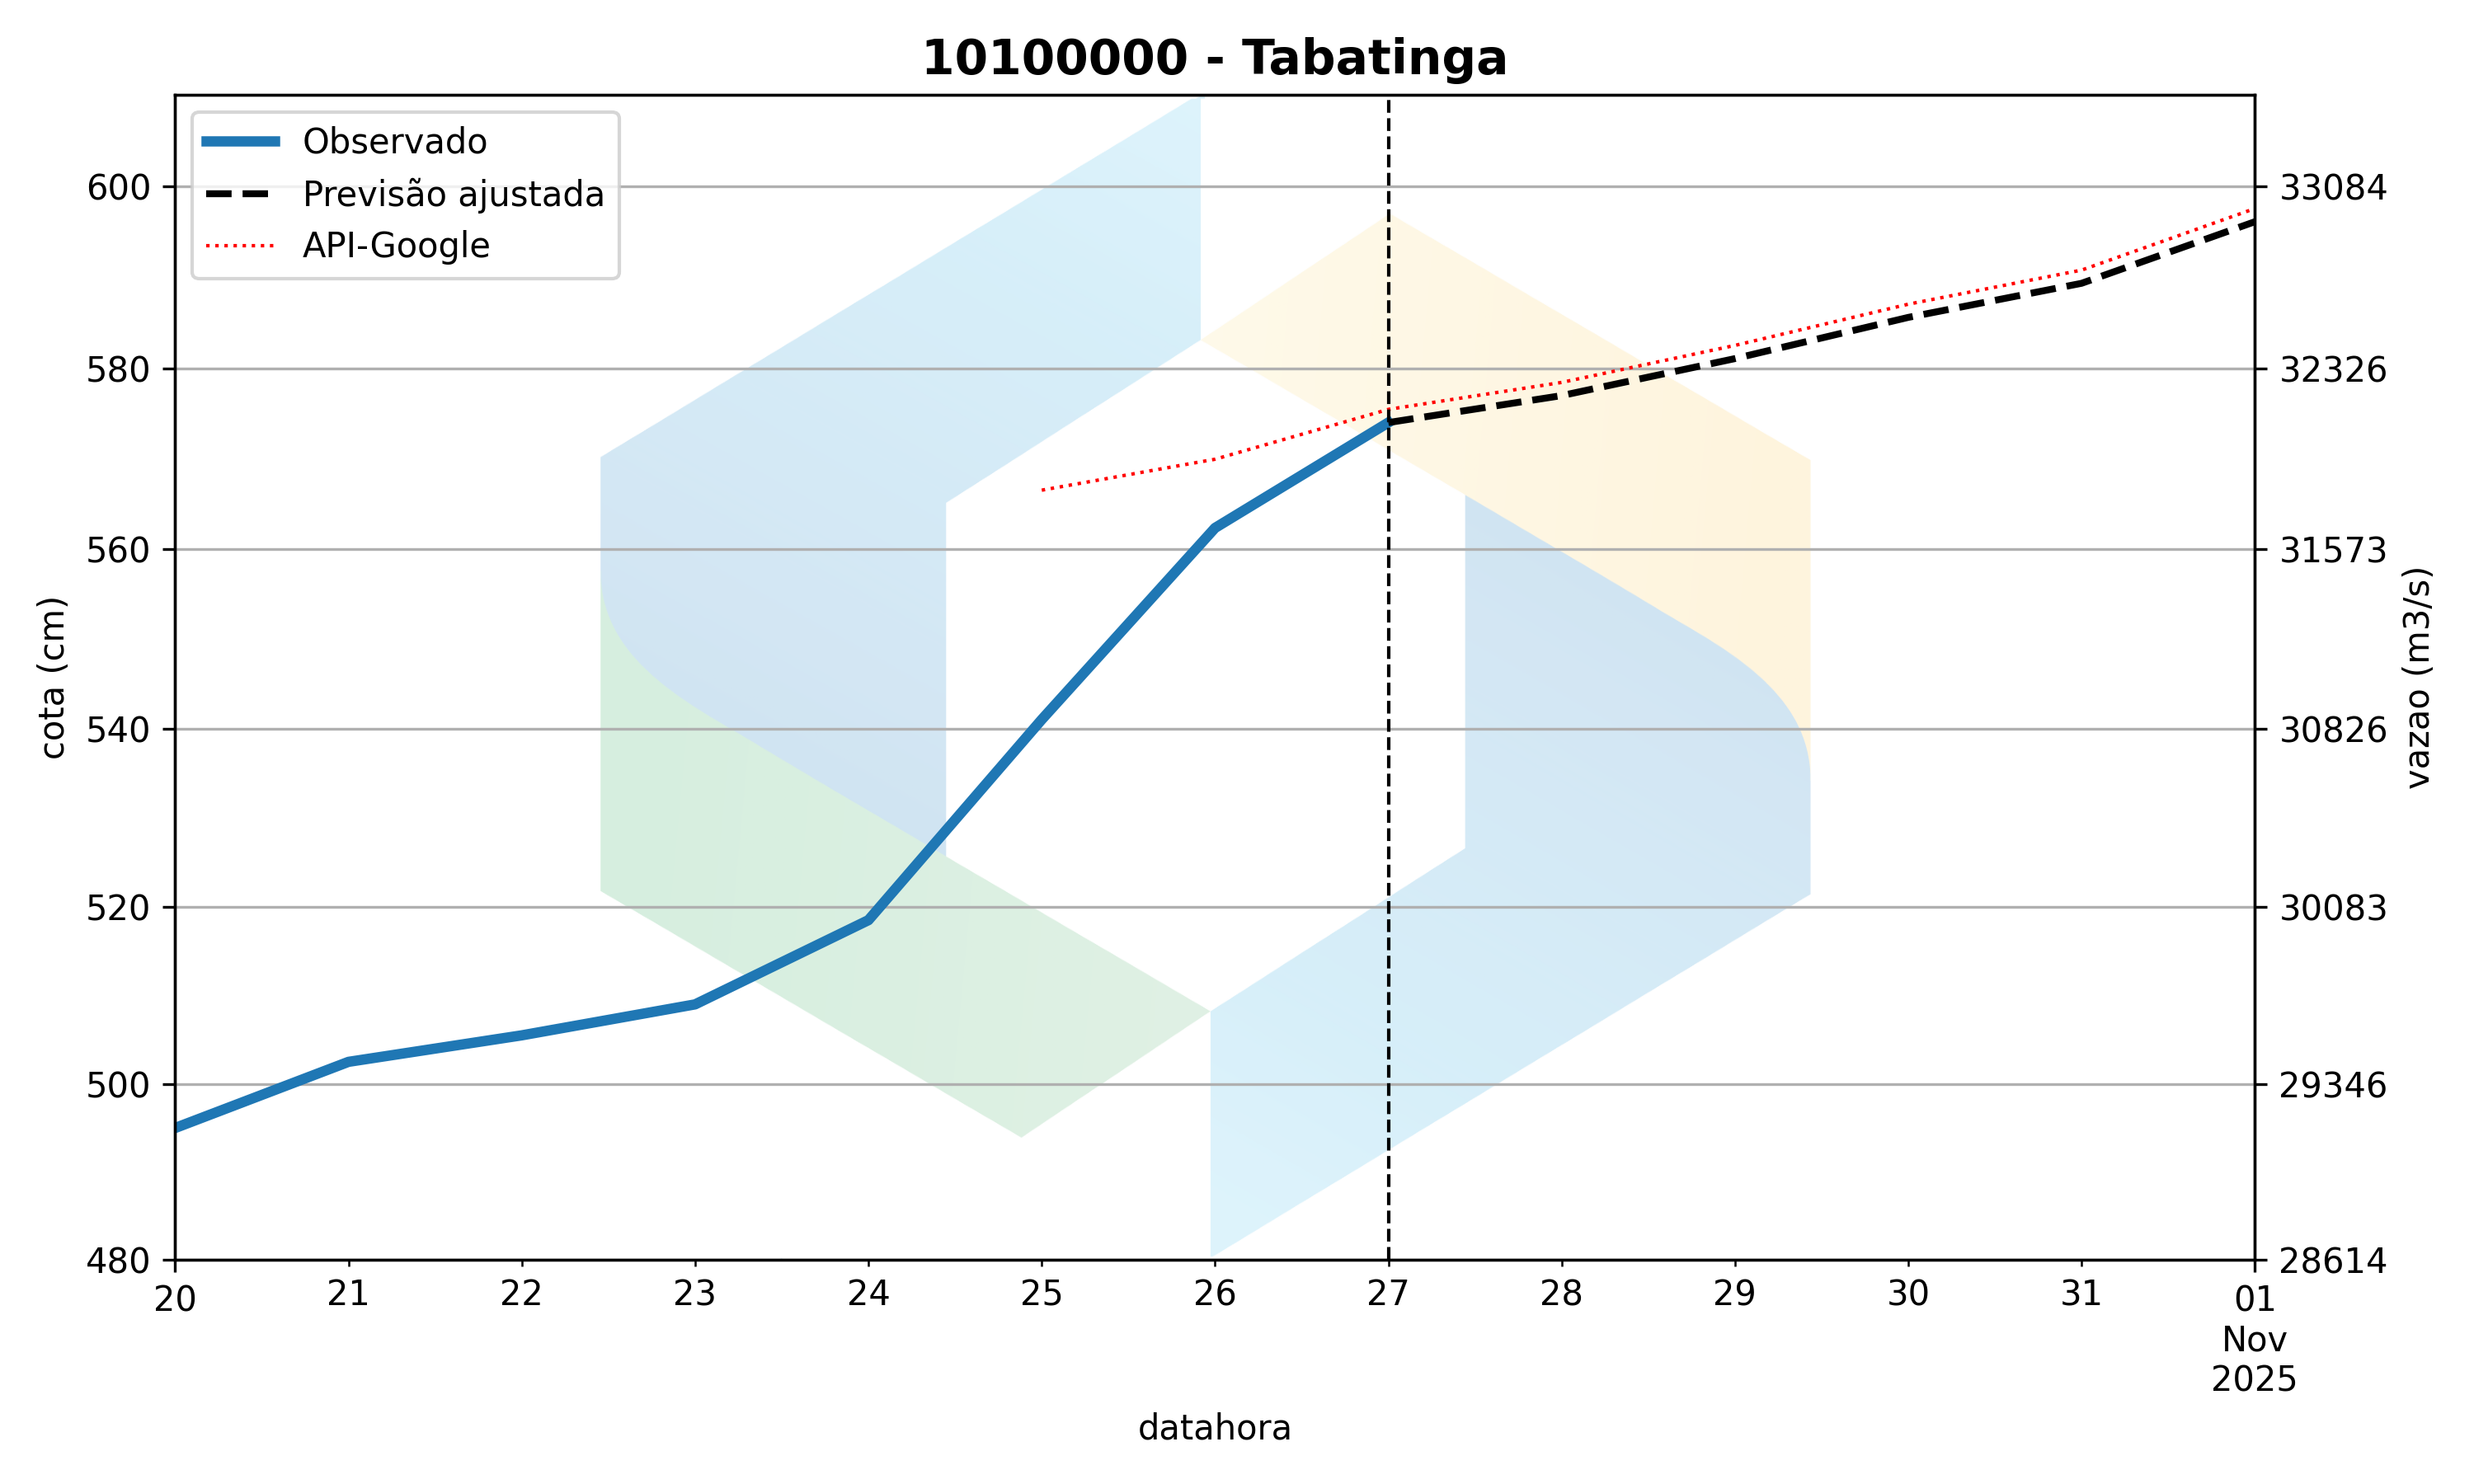 10100000 - Tabatinga
Observado
Previsão ajustada
API-Google
600
580
560
540
520
500
480
cota (cm)
33084
32326
31573
30826
30083
29346
28614
vazao (m3/s)
20 21 22 23 24 25 26 27 28 29 30 31 01
Nov
2025
datahora